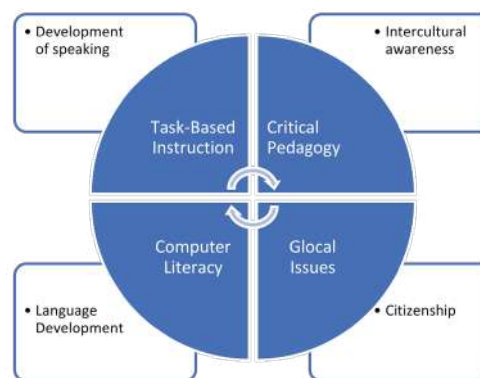 • Development
of speaking
• Intercultural
awareness
Task-Based
Instruction
Critical
Pedagogy
Computer
Literacy
Glocal
Issues
• Language
Development
• Citizenship